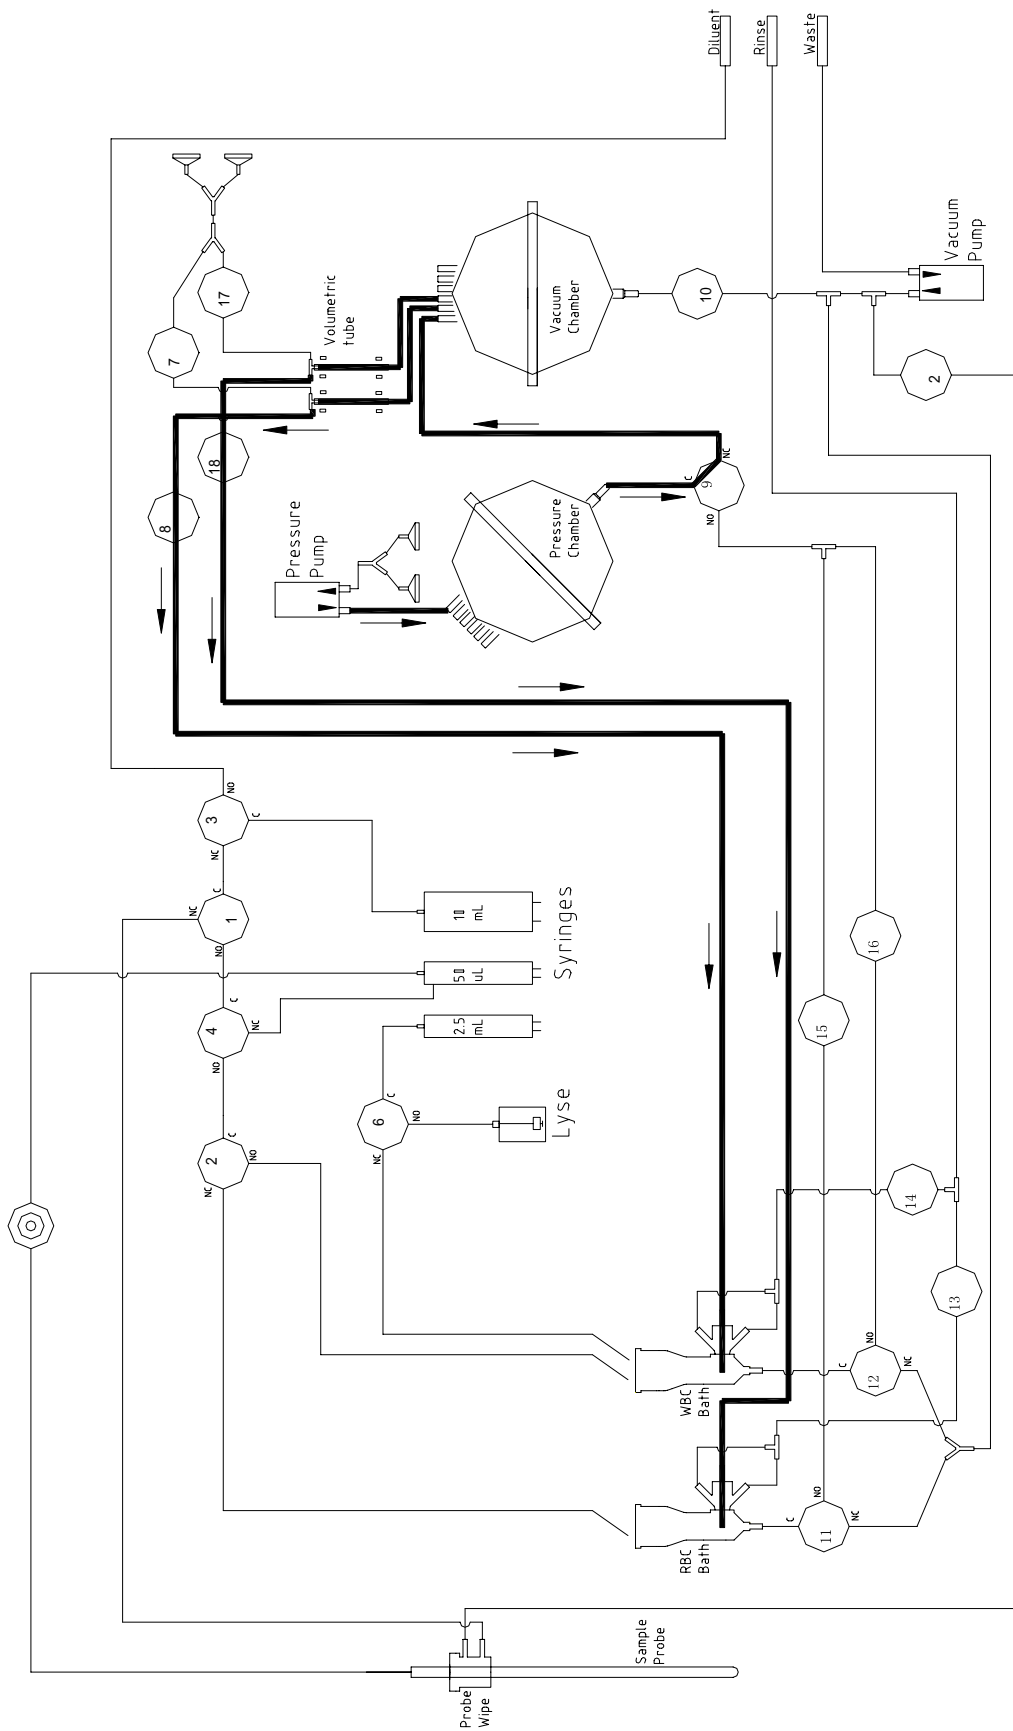 Diluent
Rinse
Waste
17
7
Volumetric
tube
Vacuum
Chamber
10
Vacuum
Pump
2
18
8
Pressure
Pump
Pressure
Chamber
C
9
NC
NO
NO
3
C
NC
C
NC
1
NO
10
mL
50
uL
2.5
mL
Syringes
C
4
NC
NO
C
2
NO
NC
C
6
NO
NC
Lyse
16
15
14
13
WBC
Bath
C
NO
12
NC
RBC
Bath
C
NO
11
NC
Probe
Wipe
Sample
Probe